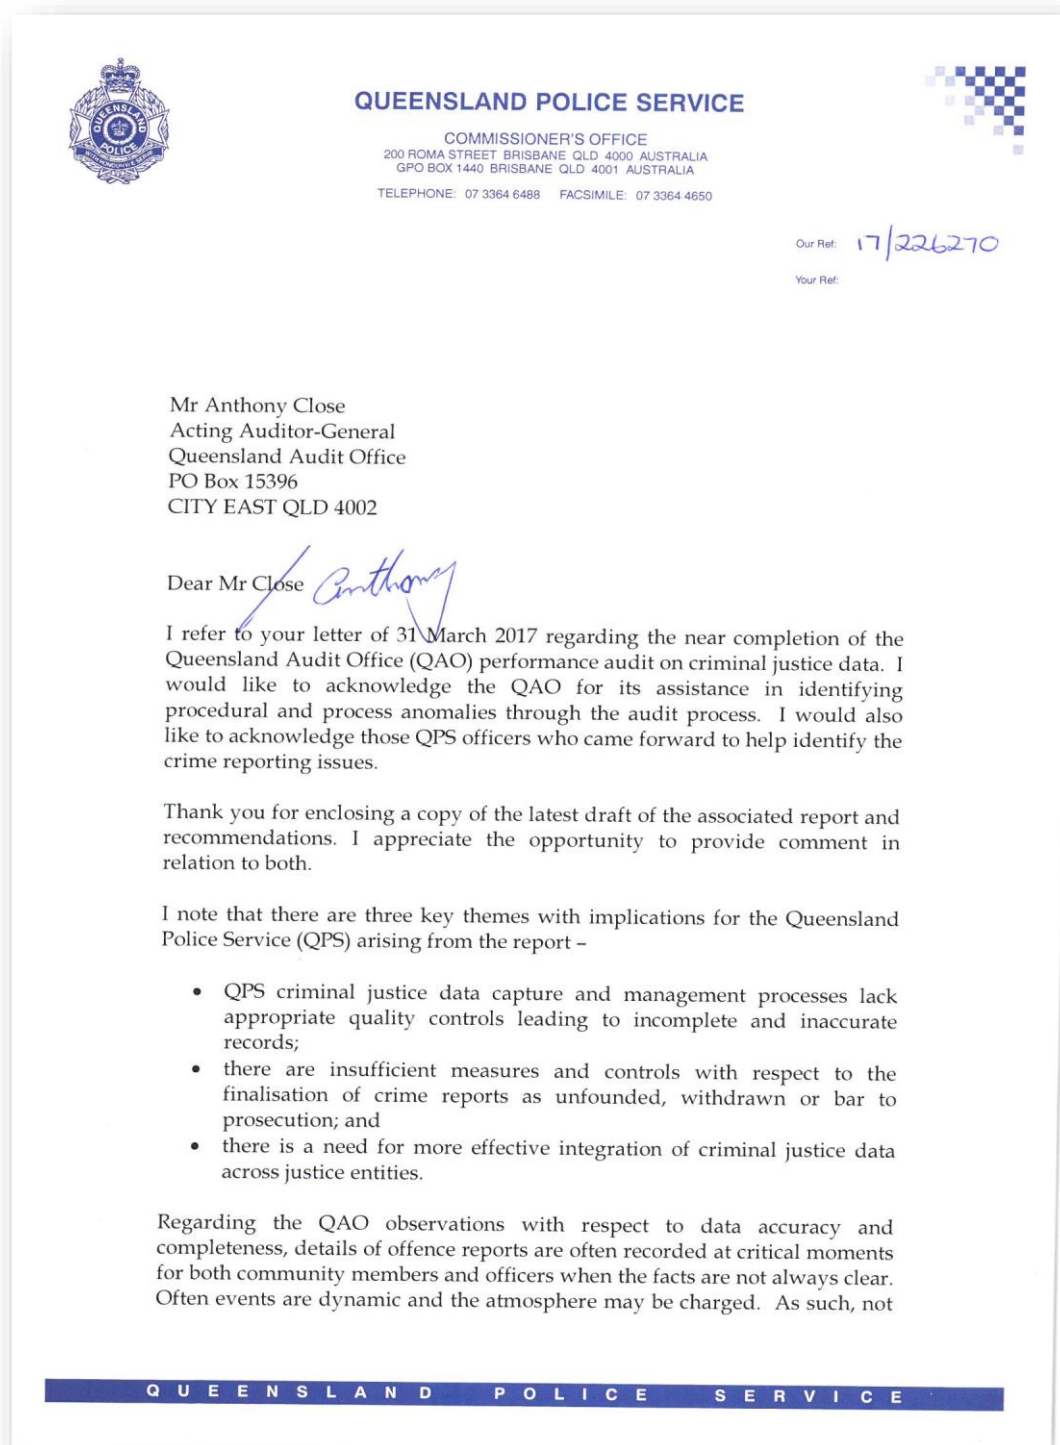 QUEENSLAND POLICE SERVICE
COMMISSIONER'S OFFICE
200 ROMA STREET BRISBANE QLD 4000 AUSTRALIA
GPO BOX 1440 BRISBANE QLD 4001 AUSTRALIA
TELEPHONE: 07 3364 6488 FACSIMILE: 07 3364 4650
QUEENSLAND
POLICE
WITH HONOUR WE SERVE
Our Ref: 17/226270
Your Ref:
Mr Anthony Close
Acting Auditor-General
Queensland Audit Office
PO Box 15396
CITY EAST QLD 4002
Dear Mr Close Anthony
I refer to your letter of 31 March 2017 regarding the near completion of the
Queensland Audit Office (QAO) performance audit on criminal justice data. I
would like to acknowledge the QAO for its assistance in identifying
procedural and process anomalies through the audit process. I would also
like to acknowledge those QPS officers who came forward to help identify the
crime reporting issues.
Thank you for enclosing a copy of the latest draft of the associated report and
recommendations. I appreciate the opportunity to provide comment in
relation to both.
I note that there are three key themes with implications for the Queensland
Police Service (QPS) arising from the report –
• QPS criminal justice data capture and management processes lack
appropriate quality controls leading to incomplete and inaccurate
records;
• there are insufficient measures and controls with respect to the
finalisation of crime reports as unfounded, withdrawn or bar to
prosecution; and
• there is a need for more effective integration of criminal justice data
across justice entities.
Regarding the QAO observations with respect to data accuracy and
completeness, details of offence reports are often recorded at critical moments
for both community members and officers when the facts are not always clear.
Often events are dynamic and the atmosphere may be charged. As such, not
QUEENSLAND POLICE SERVICE